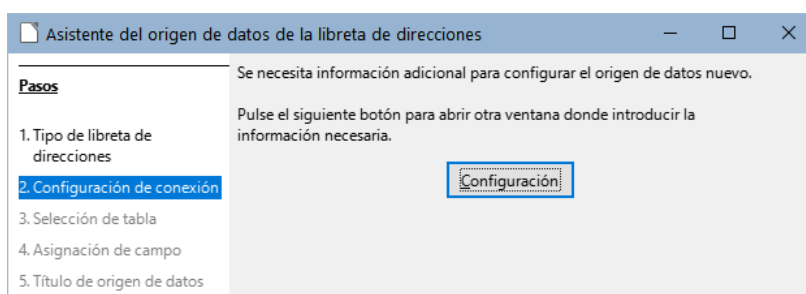 Asistente del origen de datos de la libreta de direcciones
Pasos
1. Tipo de libreta de
direcciones
2. Configuración de conexión
3. Selección de tabla
4. Asignación de campo
5. Título de origen de datos
Se necesita información adicional para configurar el origen de datos nuevo.
Pulse el siguiente botón para abrir otra ventana donde introducir la
información necesaria.
Configuración